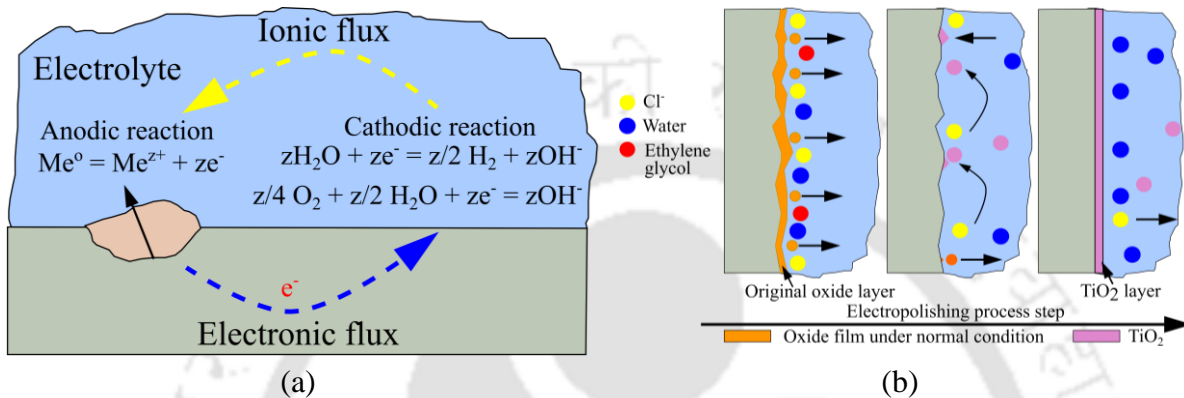 Ionic flux
Electrolyte
Anodic reaction
Meᵒ = Meᶻ⁺ + ze⁻
Cathodic reaction
zH₂O + ze⁻ = z/2 H₂ + zOH⁻
z/4 O₂ + z/2 H₂O + ze⁻ = zOH⁻
e⁻
Electronic flux
(a)
Cl⁻
Water
Ethylene
glycol
Original oxide layer
TiO₂ layer
Electropolishing process step
Oxide film under normal condition
TiO₂
(b)